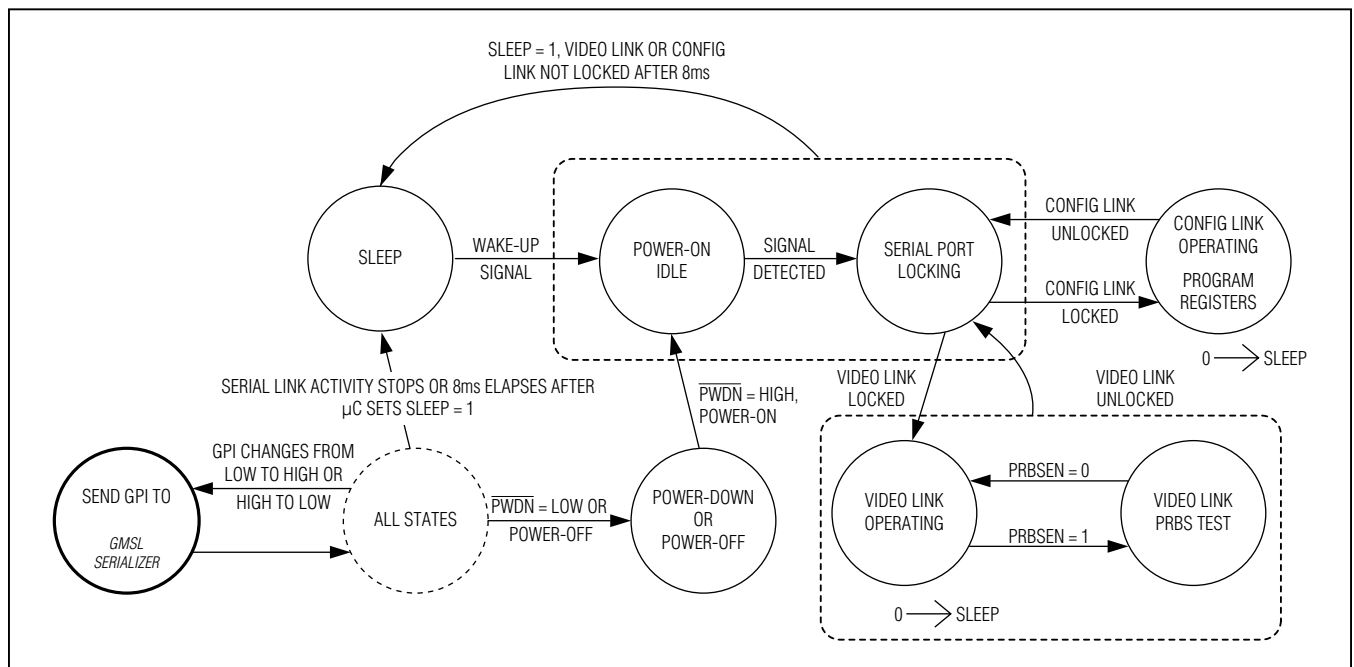 SLEEP = 1, VIDEO LINK OR CONFIG
LINK NOT LOCKED AFTER 8ms
SLEEP
WAKE-UP
SIGNAL
POWER-ON
IDLE
SIGNAL
DETECTED
SERIAL PORT
LOCKING
CONFIG LINK
UNLOCKED
CONFIG LINK
LOCKED
CONFIG LINK
OPERATING
PROGRAM
REGISTERS
0 → SLEEP
SERIAL LINK ACTIVITY STOPS OR 8ms ELAPSES AFTER
µC SETS SLEEP = 1
PWDN = HIGH,
POWER-ON
VIDEO LINK
LOCKED
VIDEO LINK
UNLOCKED
GPI CHANGES FROM
LOW TO HIGH OR
HIGH TO LOW
SEND GPI TO
GMSL
SERIALIZER
ALL STATES
PWDN = LOW OR
POWER-OFF
POWER-DOWN
OR
POWER-OFF
VIDEO LINK
OPERATING
PRBSEN = 0
PRBSEN = 1
VIDEO LINK
PRBS TEST
0 → SLEEP